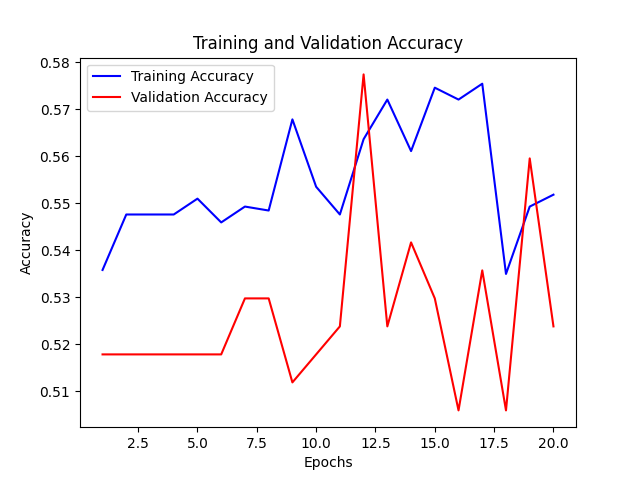 Training and Validation Accuracy
Training Accuracy
Validation Accuracy
0.58
0.57
0.56
0.55
0.54
0.53
0.52
0.51
Accuracy
2.5 5.0 7.5 10.0 12.5 15.0 17.5 20.0
Epochs